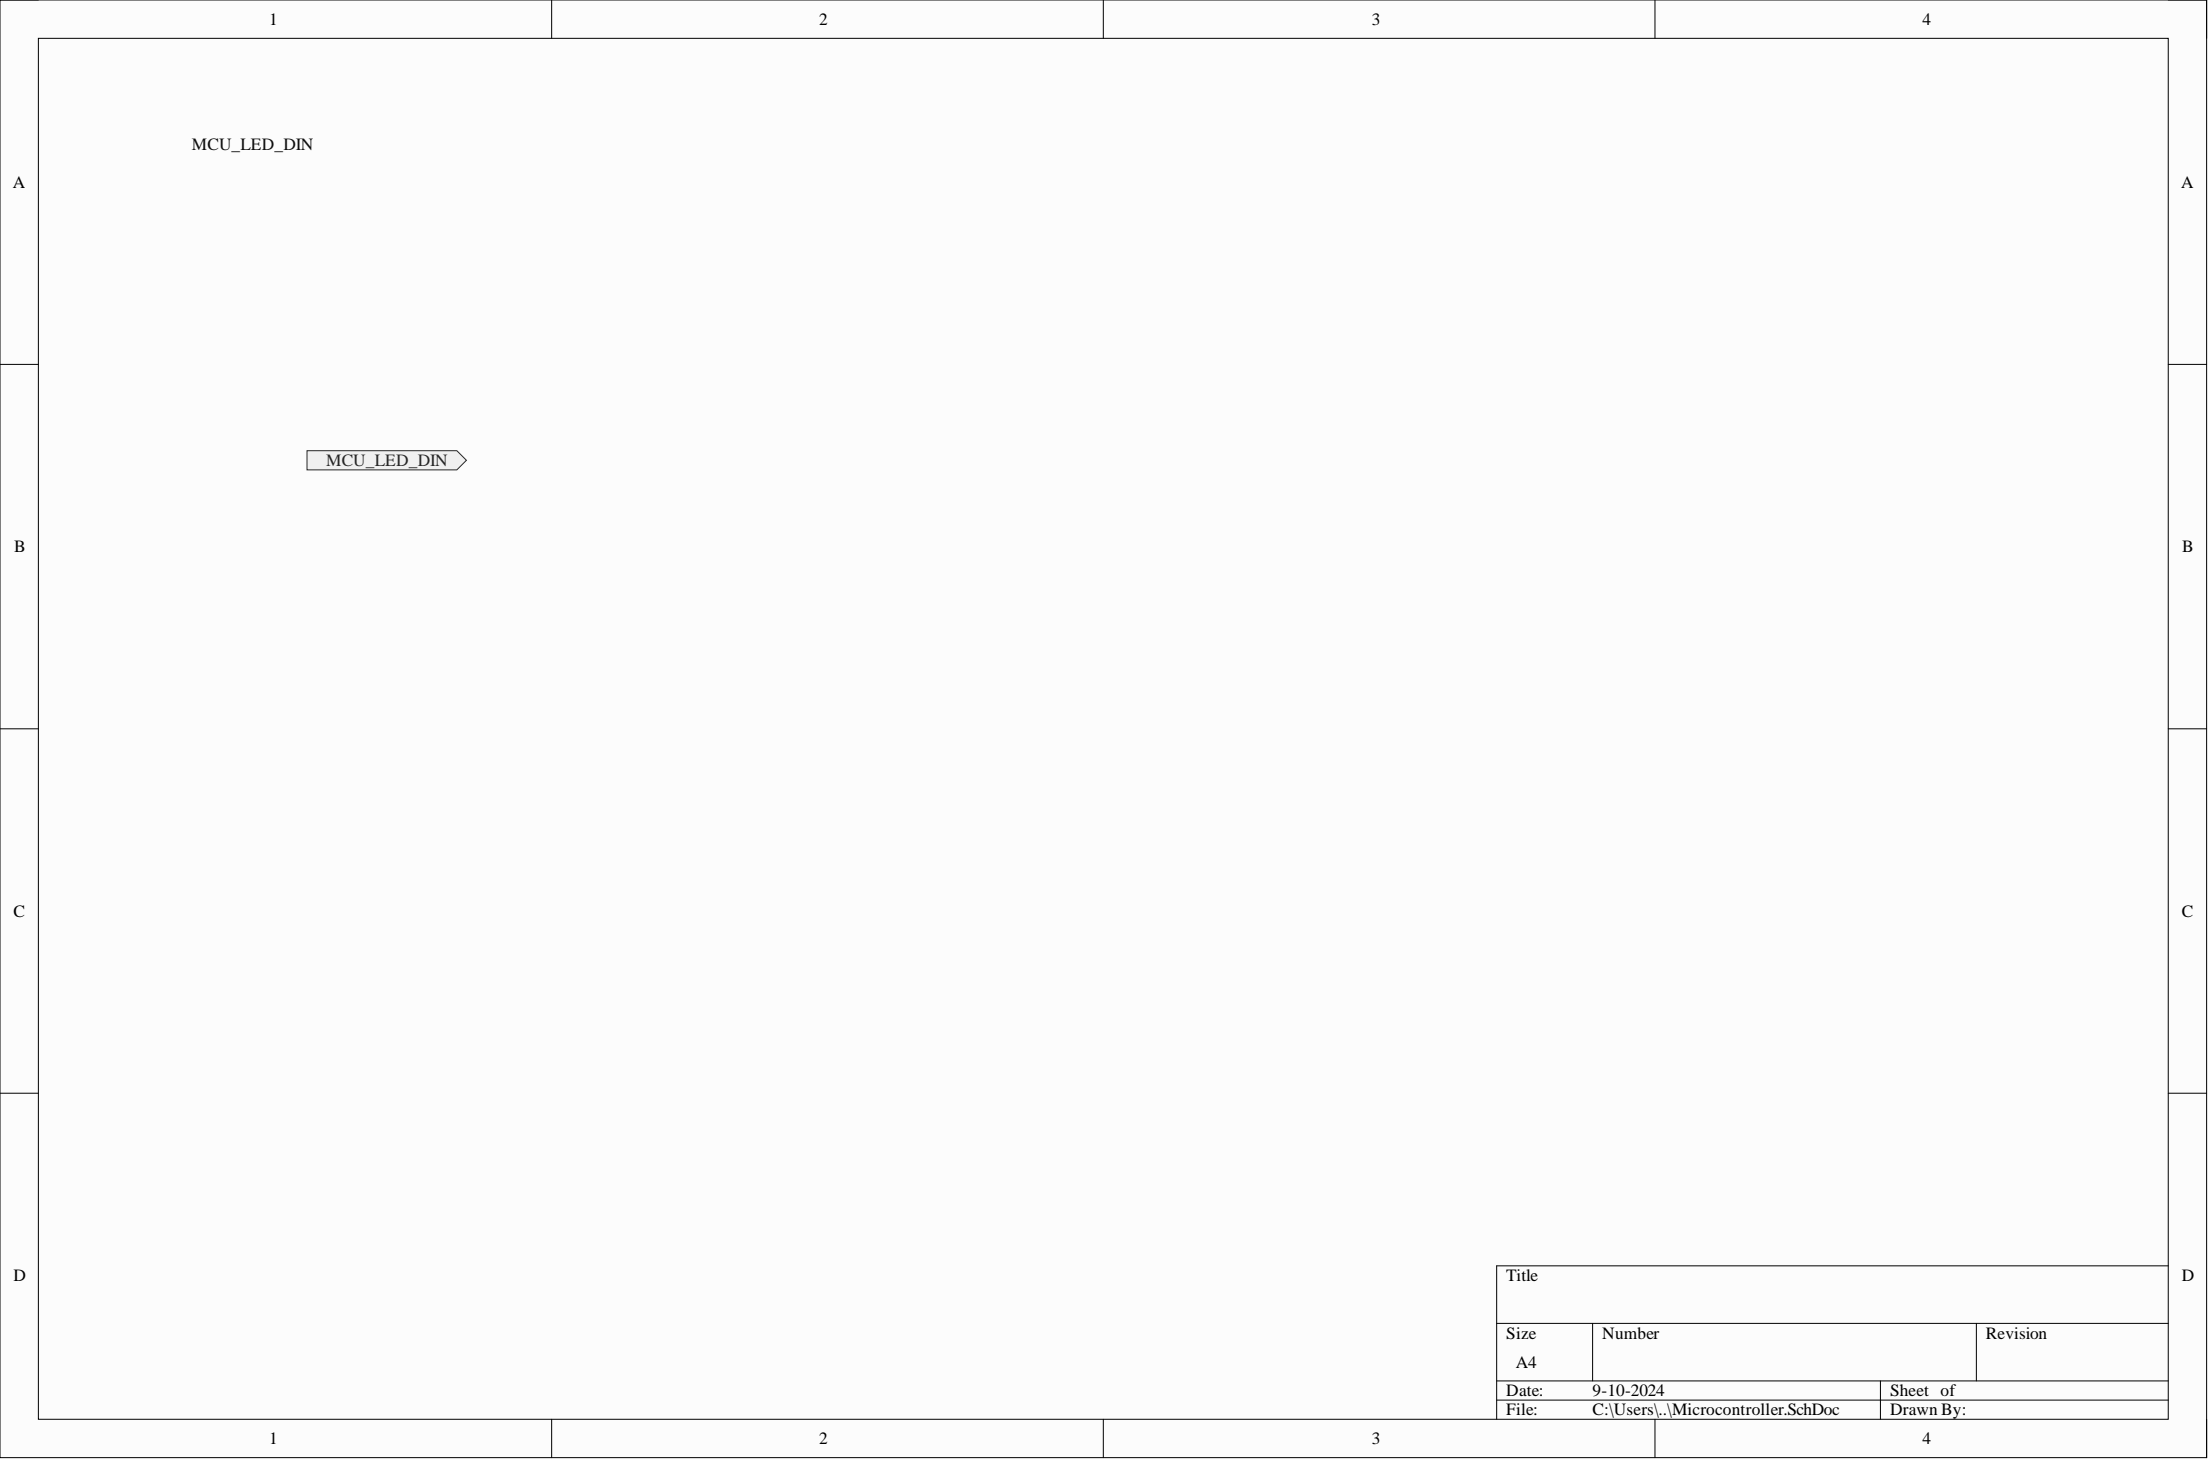 1 2 3 4
MCU_LED_DIN
A A
MCU_LED_DIN
B B
C C
D D
Title
Size Number Revision
A4
Date: 9-10-2024 Sheet of
File: C:\Users\..\Microcontroller.SchDoc Drawn By:
1 2 3 4